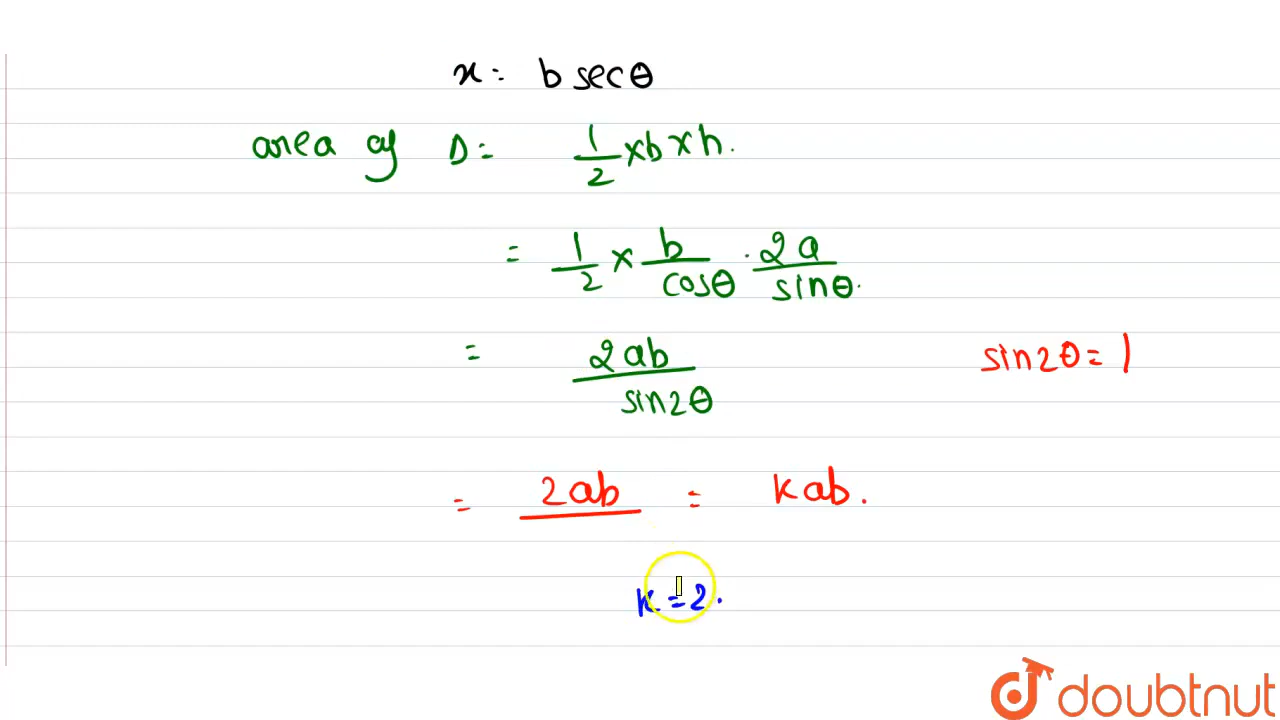 x = b secθ
area of Δ = 1/2 × b × h.
= 1/2 × b/cosθ · 2a/sinθ.
= 2ab/sin2θ
sin2θ = 1
= 2ab = kab.
k = 2.
doubtnut